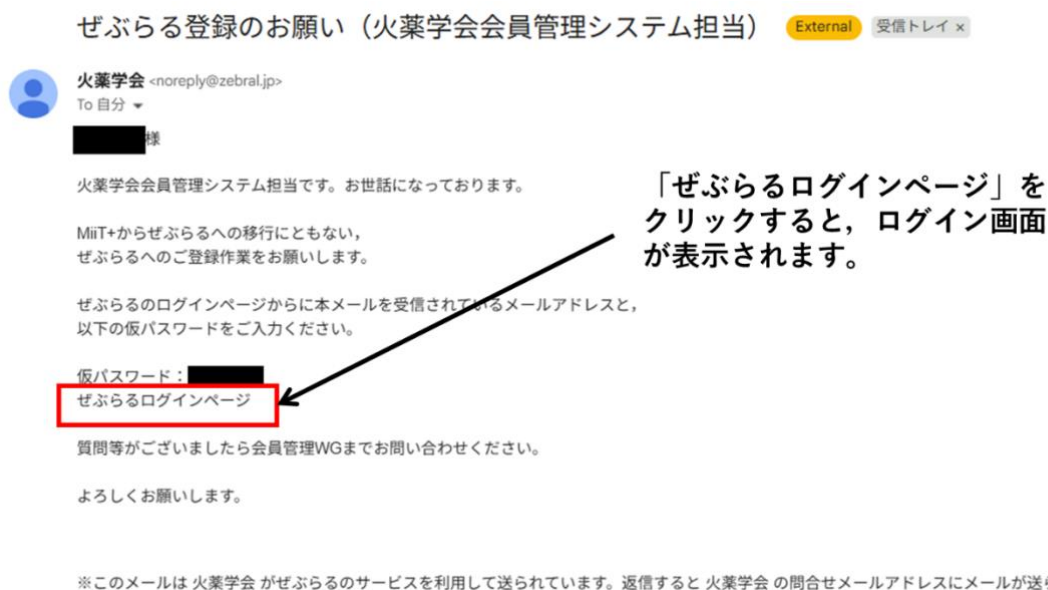 ぜぶらる登録のお願い（火薬学会会員管理システム担当） External 受信トレイ ×
火薬学会 <noreply@zebral.jp>
To 自分
様
火薬学会会員管理システム担当です。お世話になっております。
MiiT+からぜぶらるへの移行にともない，
ぜぶらるへのご登録作業をお願いします。
ぜぶらるのログインページからに本メールを受信されているメールアドレスと，
以下の仮パスワードをご入力ください。
仮パスワード：
ぜぶらるログインページ
質問等がございましたら会員管理WGまでお問い合わせください。
よろしくお願いします。
「ぜぶらるログインページ」を
クリックすると，ログイン画面
が表示されます。
※このメールは 火薬学会 がぜぶらるのサービスを利用して送られています。返信すると 火薬学会 の問合せメールアドレスにメールが送